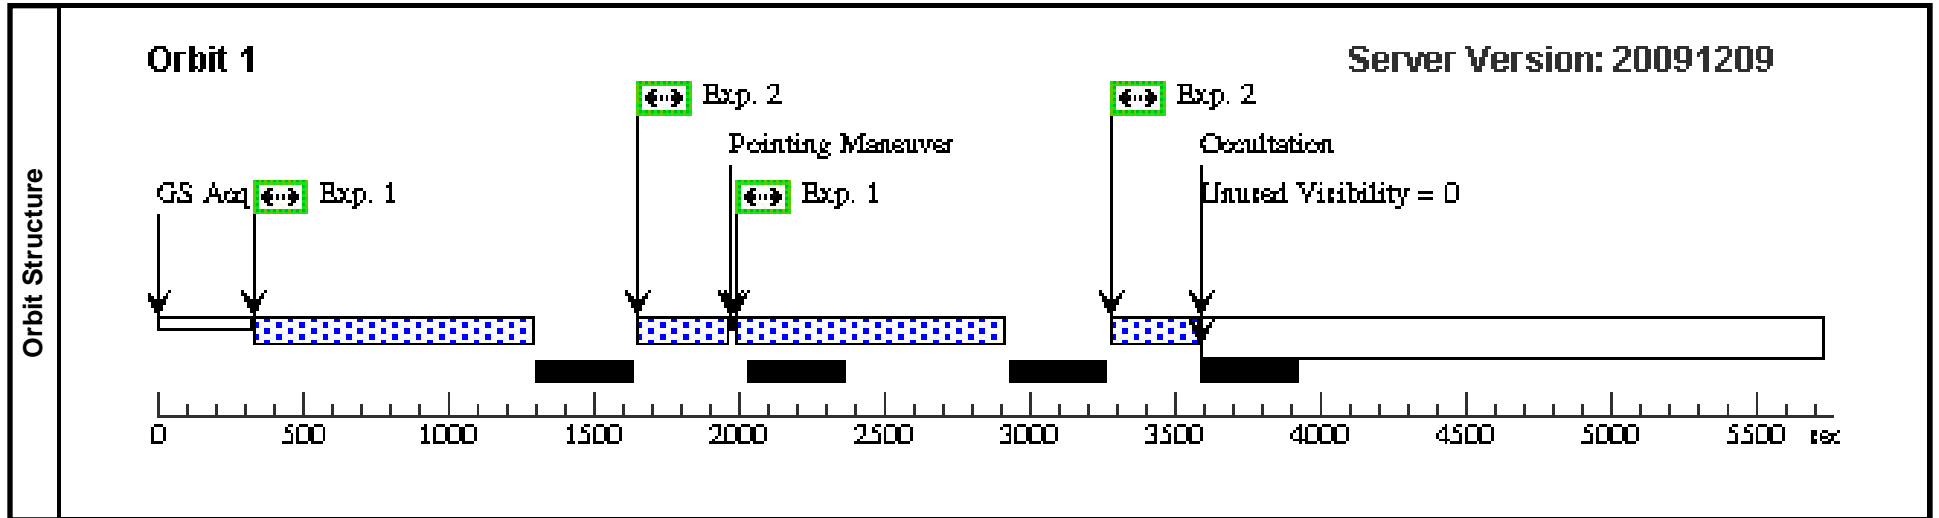 Orbit Structure
Orbit 1
Server Version: 20091209
Exp. 2
Exp. 2
Pointing Maneuver
Occultation
GS Acq
Exp. 1
Exp. 1
Unused Visibility = 0
0 500 1000 1500 2000 2500 3000 3500 4000 4500 5000 5500 sec